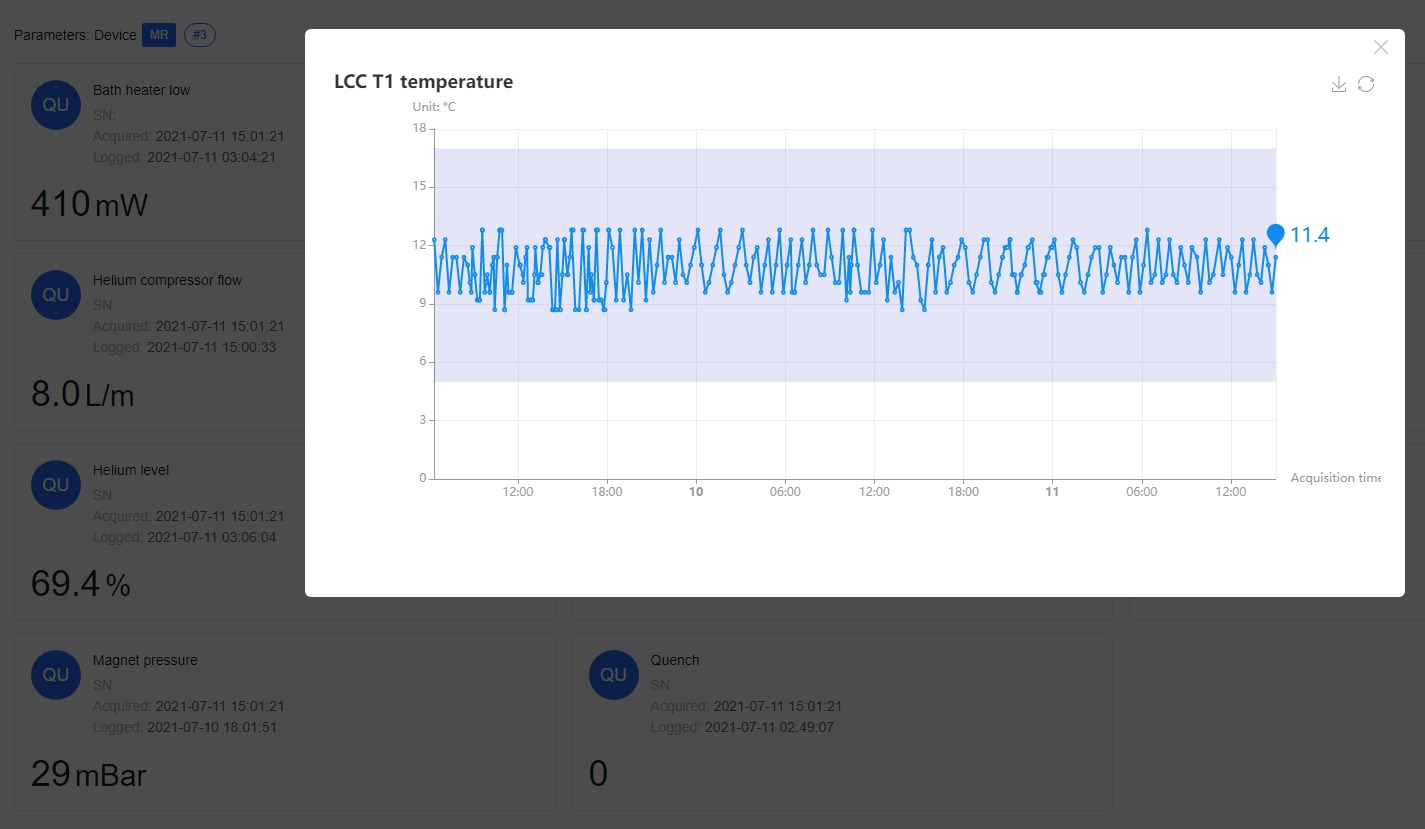 Parameters: Device MR #3
QU
Bath heater low
SN:
Acquired: 2021-07-11 15:01:21
Logged: 2021-07-11 03:04:21
410 mW
QU
Helium compressor flow
SN:
Acquired: 2021-07-11 15:01:21
Logged: 2021-07-11 15:00:33
8.0 L/m
QU
Helium level
SN:
Acquired: 2021-07-11 15:01:21
Logged: 2021-07-11 03:06:04
69.4 %
QU
Magnet pressure
SN:
Acquired: 2021-07-11 15:01:21
Logged: 2021-07-10 18:01:51
29 mBar
QU
Quench
SN:
Acquired: 2021-07-11 15:01:21
Logged: 2021-07-11 02:49:07
0
LCC T1 temperature
Unit: °C
18
15
12
9
6
3
0
11.4
12:00 18:00 10 06:00 12:00 18:00 11 06:00 12:00
Acquisition time